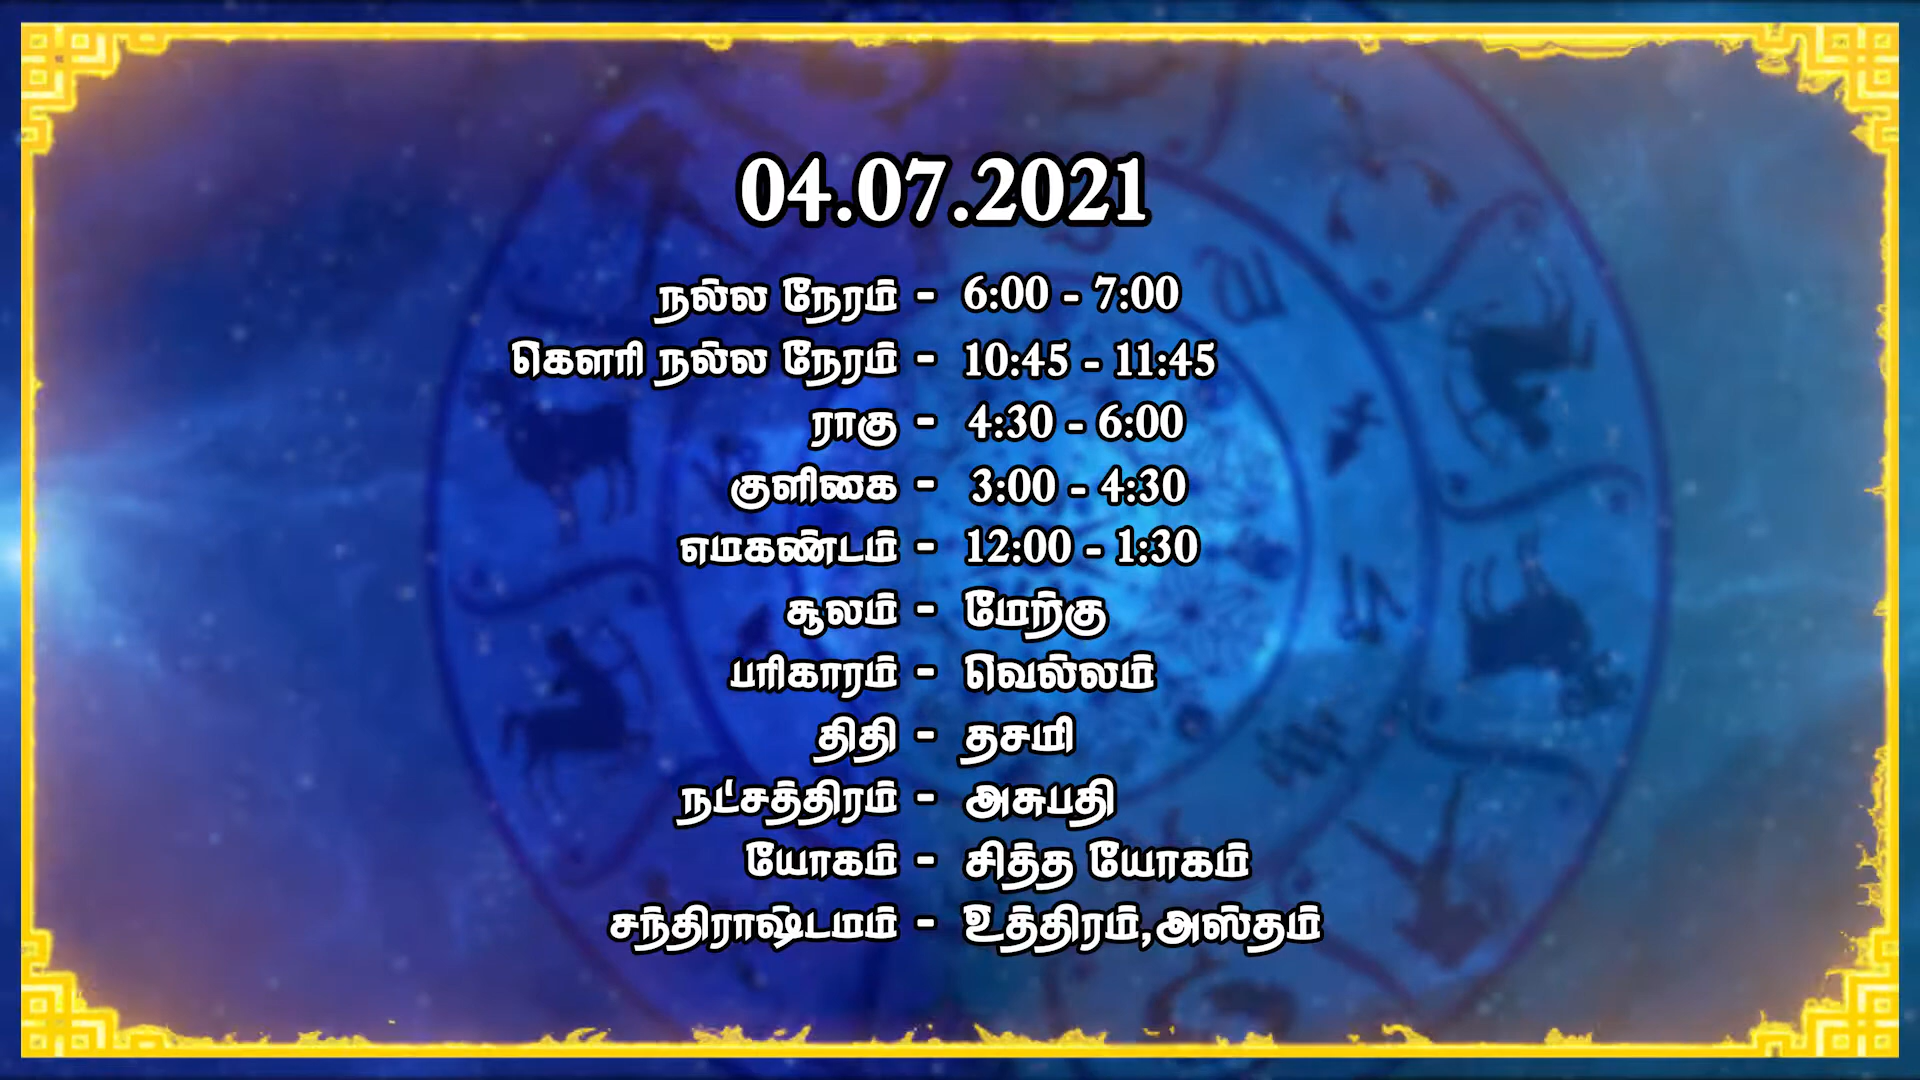 04.07.2021
நல்ல நேரம் - 6:00 - 7:00
கௌரி நல்ல நேரம் - 10:45 - 11:45
ராகு - 4:30 - 6:00
குளிகை - 3:00 - 4:30
எமகண்டம் - 12:00 - 1:30
சூலம் - மேற்கு
பரிகாரம் - வெல்லம்
திதி - தசமி
நட்சத்திரம் - அசுபதி
யோகம் - சித்த யோகம்
சந்திராஷ்டமம் - உத்திரம்,அஸ்தம்